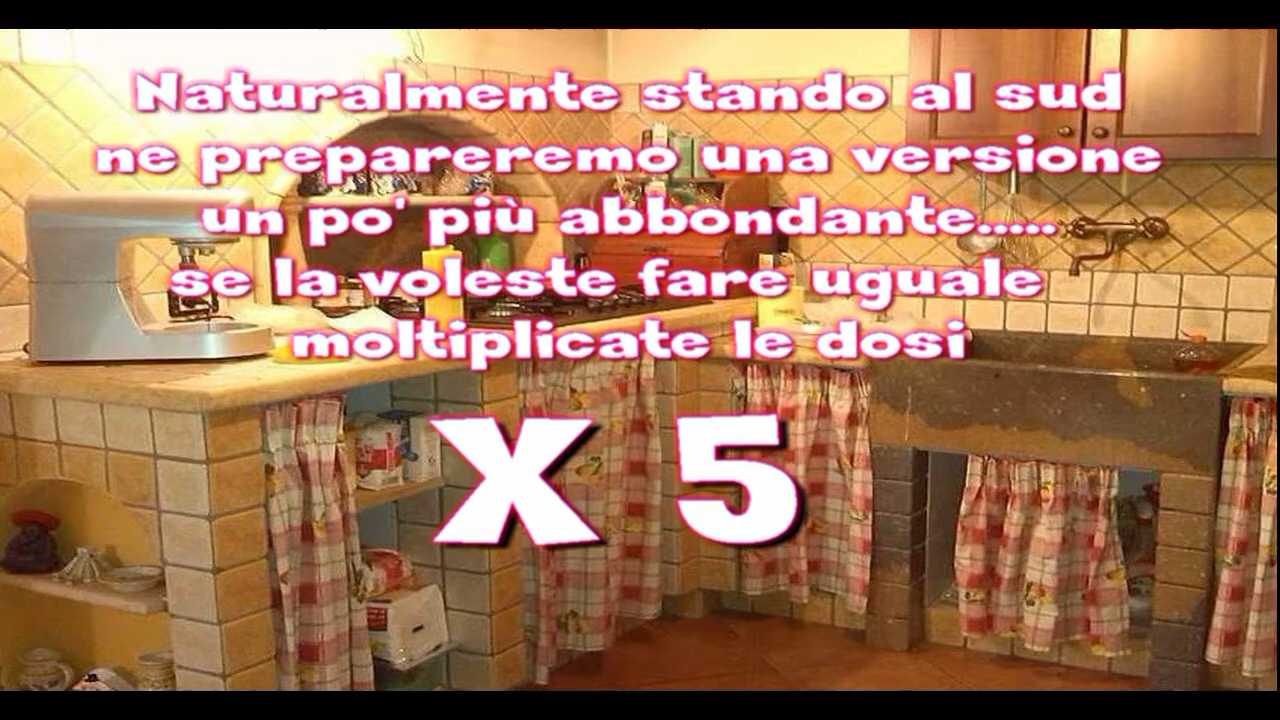 Naturalmente stando al sud
ne prepareremo una versione
un po' più abbondante.....
se la voleste fare uguale
moltiplicate le dosi
X 5